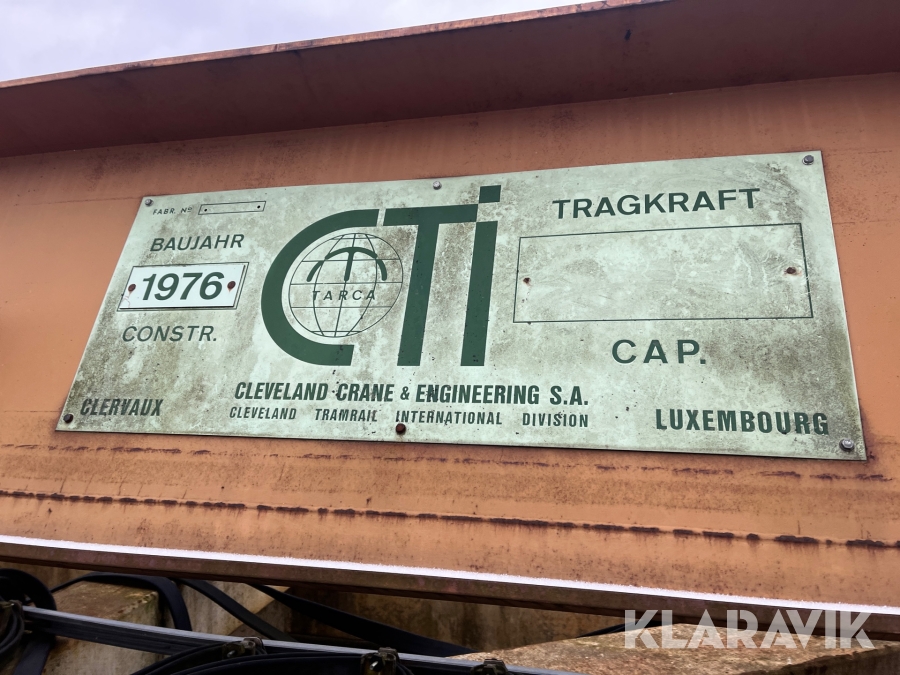 FABR. Nº
BAUJAHR
1976
CONSTR.
CTi
TARCA
TRAGKRAFT
CAP.
CLEVELAND CRANE & ENGINEERING S.A.
CLEVELAND TRAMRAIL INTERNATIONAL DIVISION
CLERVAUX
LUXEMBOURG
KLARAVIK